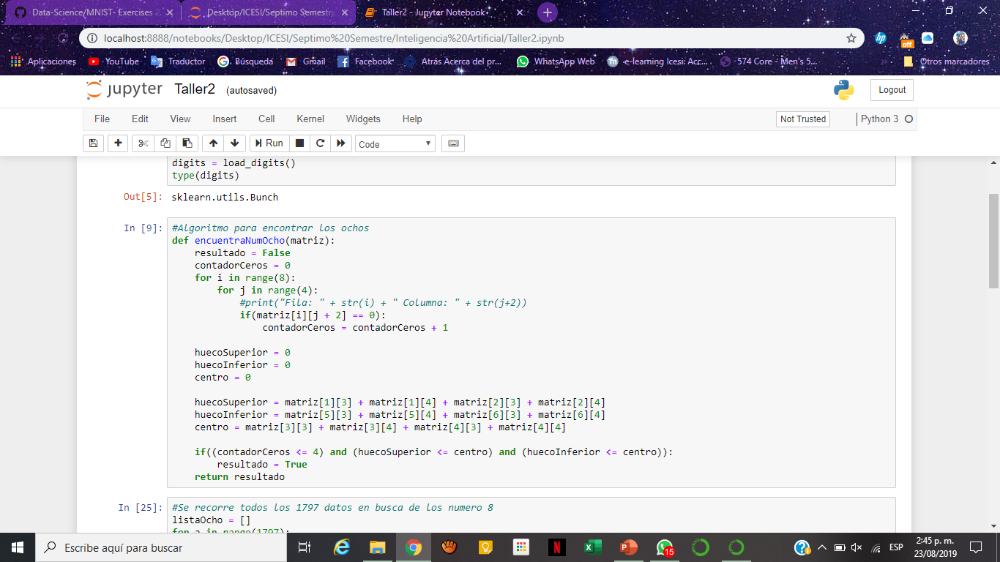 Data-Science/MNIST- Exercises 2.
Desktop/ICESI/Septimo Semestre
Taller2 - Jupyter Notebook
localhost:8888/notebooks/Desktop/ICESI/Septimo%20Semestre/Inteligencia%20Artificial/Taller2.ipynb
off
Aplicaciones
YouTube
Traductor
Búsqueda
Gmail
Facebook
Atrás Acerca del pr...
WhatsApp Web
e-learning Icesi: Acc...
574 Core - Men's 5...
Otros marcadores
jupyter Taller2 (autosaved)
Logout
File Edit View Insert Cell Kernel Widgets Help
Not Trusted
Python 3
Run
Code
digits = load_digits()
type(digits)
Out[5]: sklearn.utils.Bunch
In [9]: #Algoritmo para encontrar los ochos
def encuentraNumOcho(matriz):
    resultado = False
    contadorCeros = 0
    for i in range(8):
        for j in range(4):
            #print("Fila: " + str(i) + " Columna: " + str(j+2))
            if(matriz[i][j + 2] == 0):
                contadorCeros = contadorCeros + 1
    huecoSuperior = 0
    huecoInferior = 0
    centro = 0
    huecoSuperior = matriz[1][3] + matriz[1][4] + matriz[2][3] + matriz[2][4]
    huecoInferior = matriz[5][3] + matriz[5][4] + matriz[6][3] + matriz[6][4]
    centro = matriz[3][3] + matriz[3][4] + matriz[4][3] + matriz[4][4]
    if((contadorCeros <= 4) and (huecoSuperior <= centro) and (huecoInferior <= centro)):
        resultado = True
    return resultado
In [25]: #Se recorre todos los 1797 datos en busca de los numero 8
listaOcho = []
for a in range(1797):
Escribe aquí para buscar
15
ESP
2:45 p. m.
23/08/2019